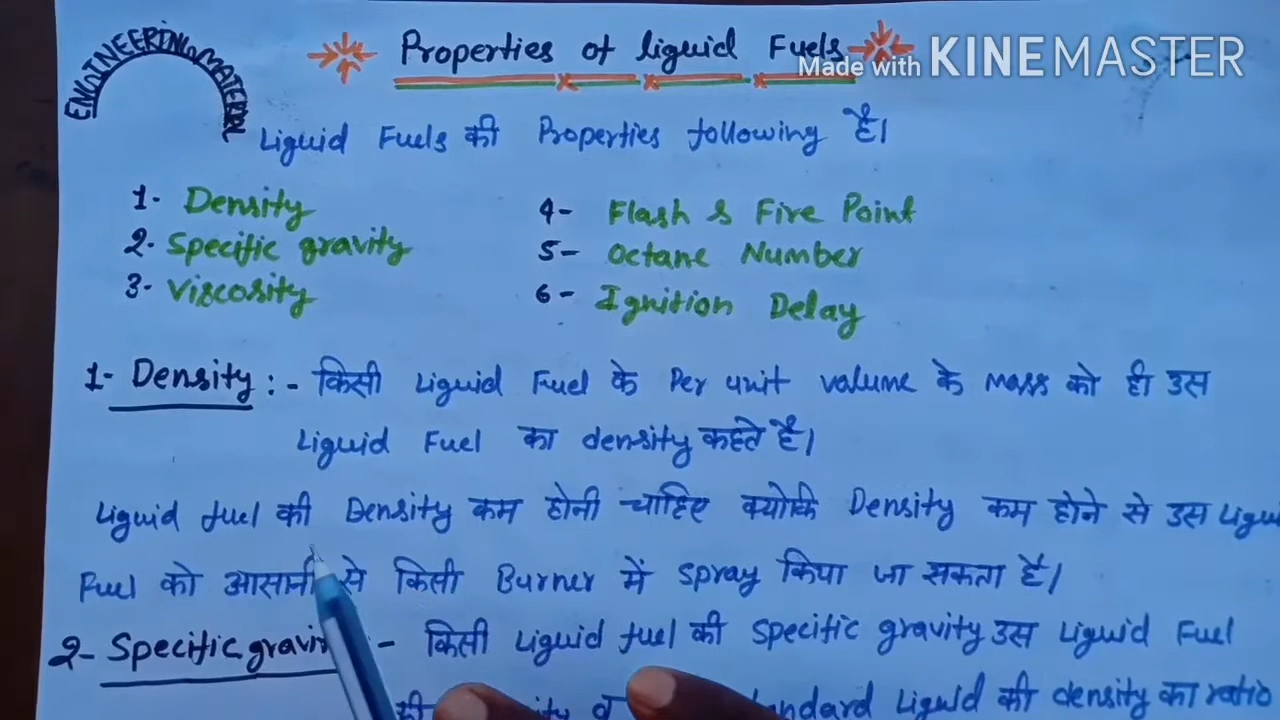 ENGINEERING MATERIAL
Properties of liquid Fuels
Made with KINEMASTER
Liquid Fuels की Properties following है।
1- Density
2- Specific gravity
3- Viscosity
4- Flash & Fire Point
5- Octane Number
6- Ignition Delay
1- Density :- किसी Liquid Fuel के Per unit volume के mass को ही उस
Liquid Fuel का density कहते है।
Liquid fuel की Density कम होनी चाहिए क्योकि Density कम होने से उस
Fuel को आसानी से किसी Burner में spray किया जा सकता है।
2- Specific :- किसी Liquid fuel की specific gravity उस Liquid Fuel
की व Liquid की density का ratio